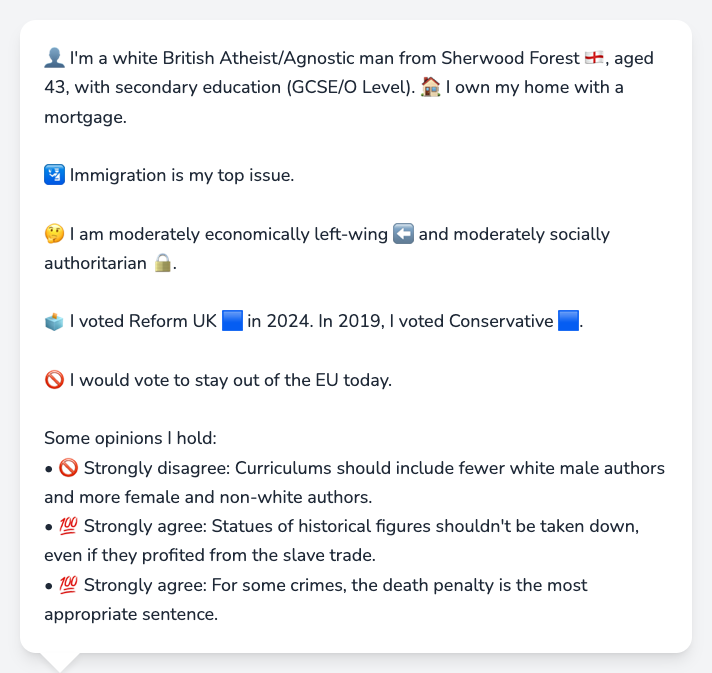 👤 I'm a white British Atheist/Agnostic man from Sherwood Forest 🏴󠁧󠁢󠁥󠁮󠁧󠁿, aged
43, with secondary education (GCSE/O Level). 🏠 I own my home with a
mortgage.
🛂 Immigration is my top issue.
🤔 I am moderately economically left-wing ⬅️ and moderately socially
authoritarian 🔒.
🗳️ I voted Reform UK 🟦 in 2024. In 2019, I voted Conservative 🟦.
🚫 I would vote to stay out of the EU today.
Some opinions I hold:
• 🚫 Strongly disagree: Curriculums should include fewer white male authors
and more female and non-white authors.
• 💯 Strongly agree: Statues of historical figures shouldn't be taken down,
even if they profited from the slave trade.
• 💯 Strongly agree: For some crimes, the death penalty is the most
appropriate sentence.